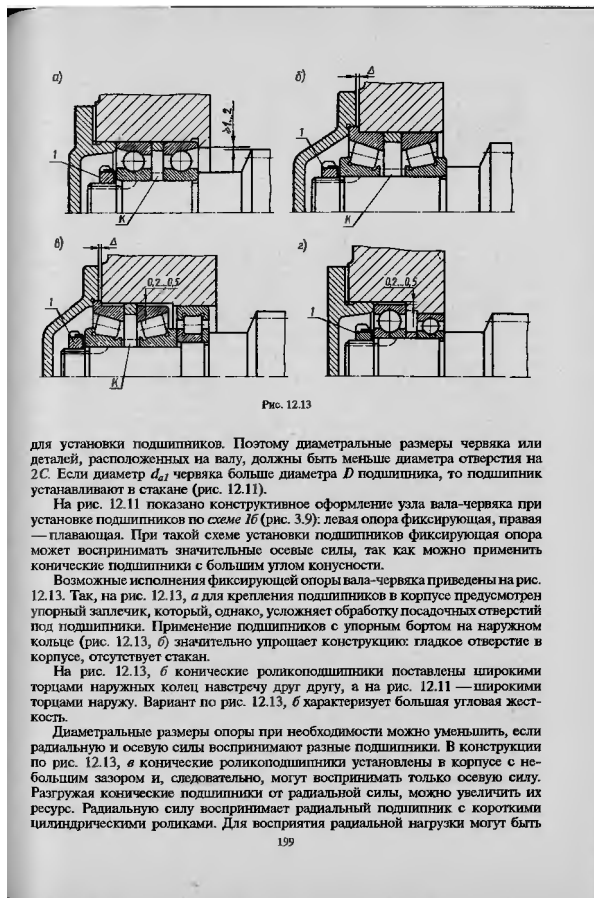 а)
б)
Δ
≥1...2
1
1
К
К
в)
Δ
г)
0,2...0,5
0,2...0,5
1
1
К
Рис. 12.13
для установки подшипников. Поэтому диаметральные размеры червяка или
деталей, расположенных на валу, должны быть меньше диаметра отверстия на
2C. Если диаметр da1 червяка больше диаметра D подшипника, то подшипник
устанавливают в стакане (рис. 12.11).
На рис. 12.11 показано конструктивное оформление узла вала-червяка при
установке подшипников по схеме 1б (рис. 3.9): левая опора фиксирующая, правая
— плавающая. При такой схеме установки подшипников фиксирующая опора
может воспринимать значительные осевые силы, так как можно применить
конические подшипники с большим углом конусности.
Возможные исполнения фиксирующей опоры вала-червяка приведены на рис.
12.13. Так, на рис. 12.13, а для крепления подшипников в корпусе предусмотрен
упорный заплечик, который, однако, усложняет обработку посадочных отверстий
под подшипники. Применение подшипников с упорным бортом на наружном
кольце (рис. 12.13, б) значительно упрощает конструкцию: гладкое отверстие в
корпусе, отсутствует стакан.
На рис. 12.13, б конические роликоподшипники поставлены широкими
торцами наружных колец навстречу друг другу, а на рис. 12.11 — широкими
торцами наружу. Вариант по рис. 12.13, б характеризует большая угловая жест-
кость.
Диаметральные размеры опоры при необходимости можно уменьшить, если
радиальную и осевую силы воспринимают разные подшипники. В конструкции
по рис. 12.13, в конические роликоподшипники установлены в корпусе с не-
большим зазором и, следовательно, могут воспринимать только осевую силу.
Разгружая конические подшипники от радиальной силы, можно увеличить их
ресурс. Радиальную силу воспринимает радиальный подшипник с короткими
цилиндрическими роликами. Для восприятия радиальной нагрузки могут быть
199